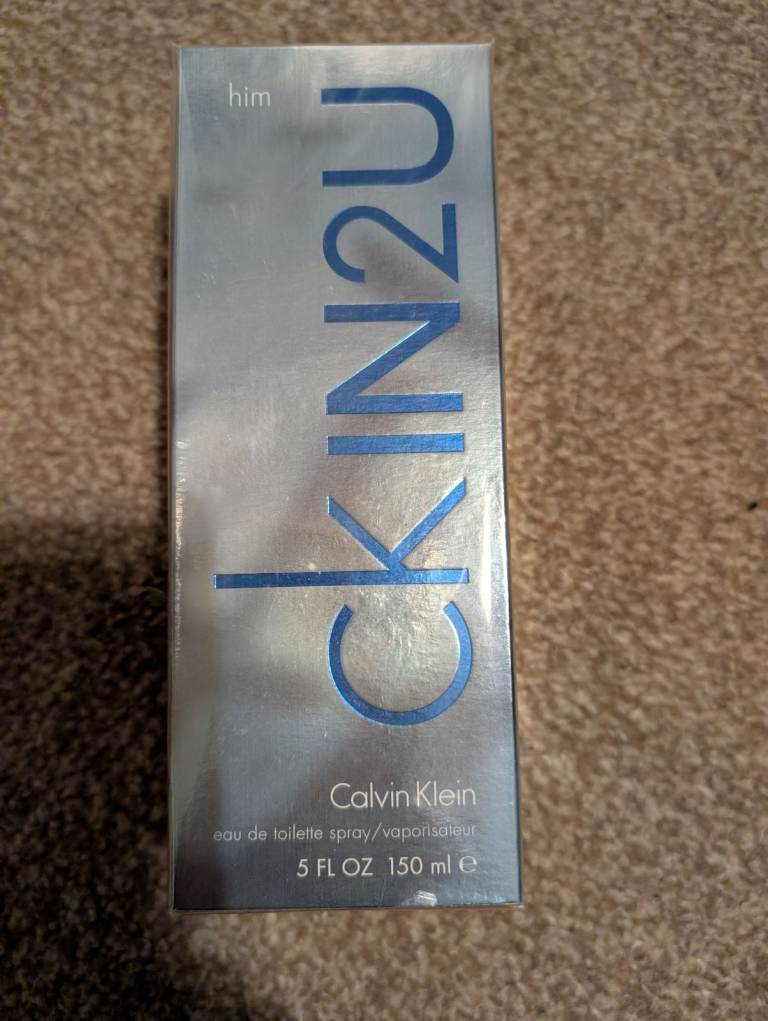 him
ckIN2U
Calvin Klein
eau de toilette spray/vaporisateur
5 FL OZ 150 ml ℮